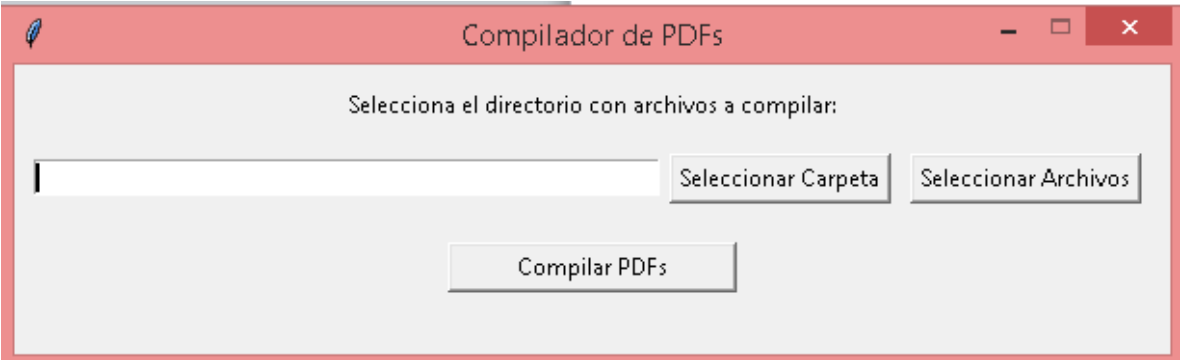 Compilador de PDFs
Selecciona el directorio con archivos a compilar:
Seleccionar Carpeta Seleccionar Archivos
Compilar PDFs